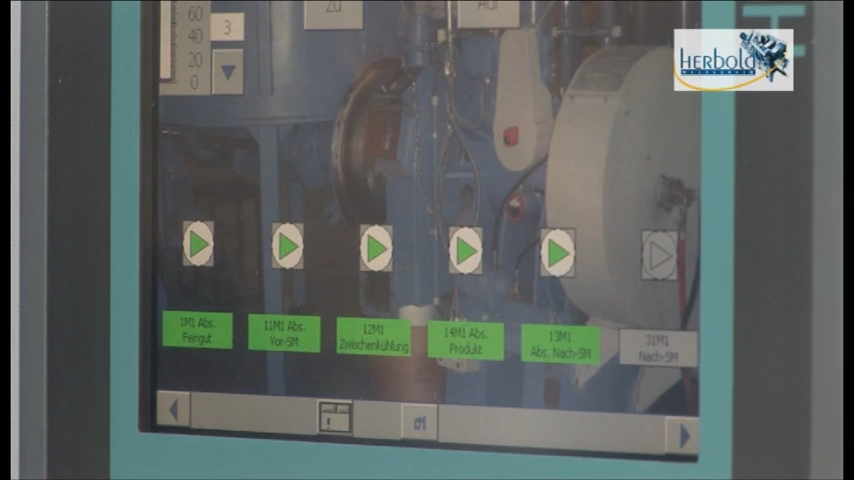 60
40
20
0
3
Zu
Auf
HERBOLD
MECKESHEIM
H
1M1 Abs.
Feingut
11M1 Abs.
Vor-SM
12M1
Zwischenkühlung
14M1 Abs.
Produkt
13M1
Abs. Nach-SM
31M1
Nach-SM